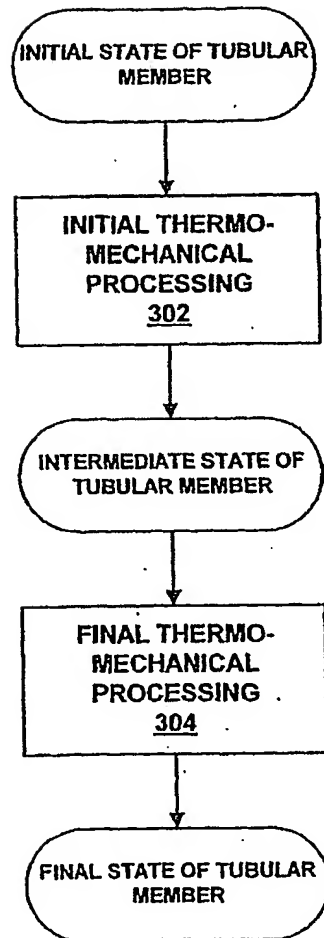 INITIAL STATE OF TUBULAR
MEMBER
INITIAL THERMO-
MECHANICAL
PROCESSING
302
INTERMEDIATE STATE OF
TUBULAR MEMBER
FINAL THERMO-
MECHANICAL
PROCESSING
304
FINAL STATE OF TUBULAR
MEMBER